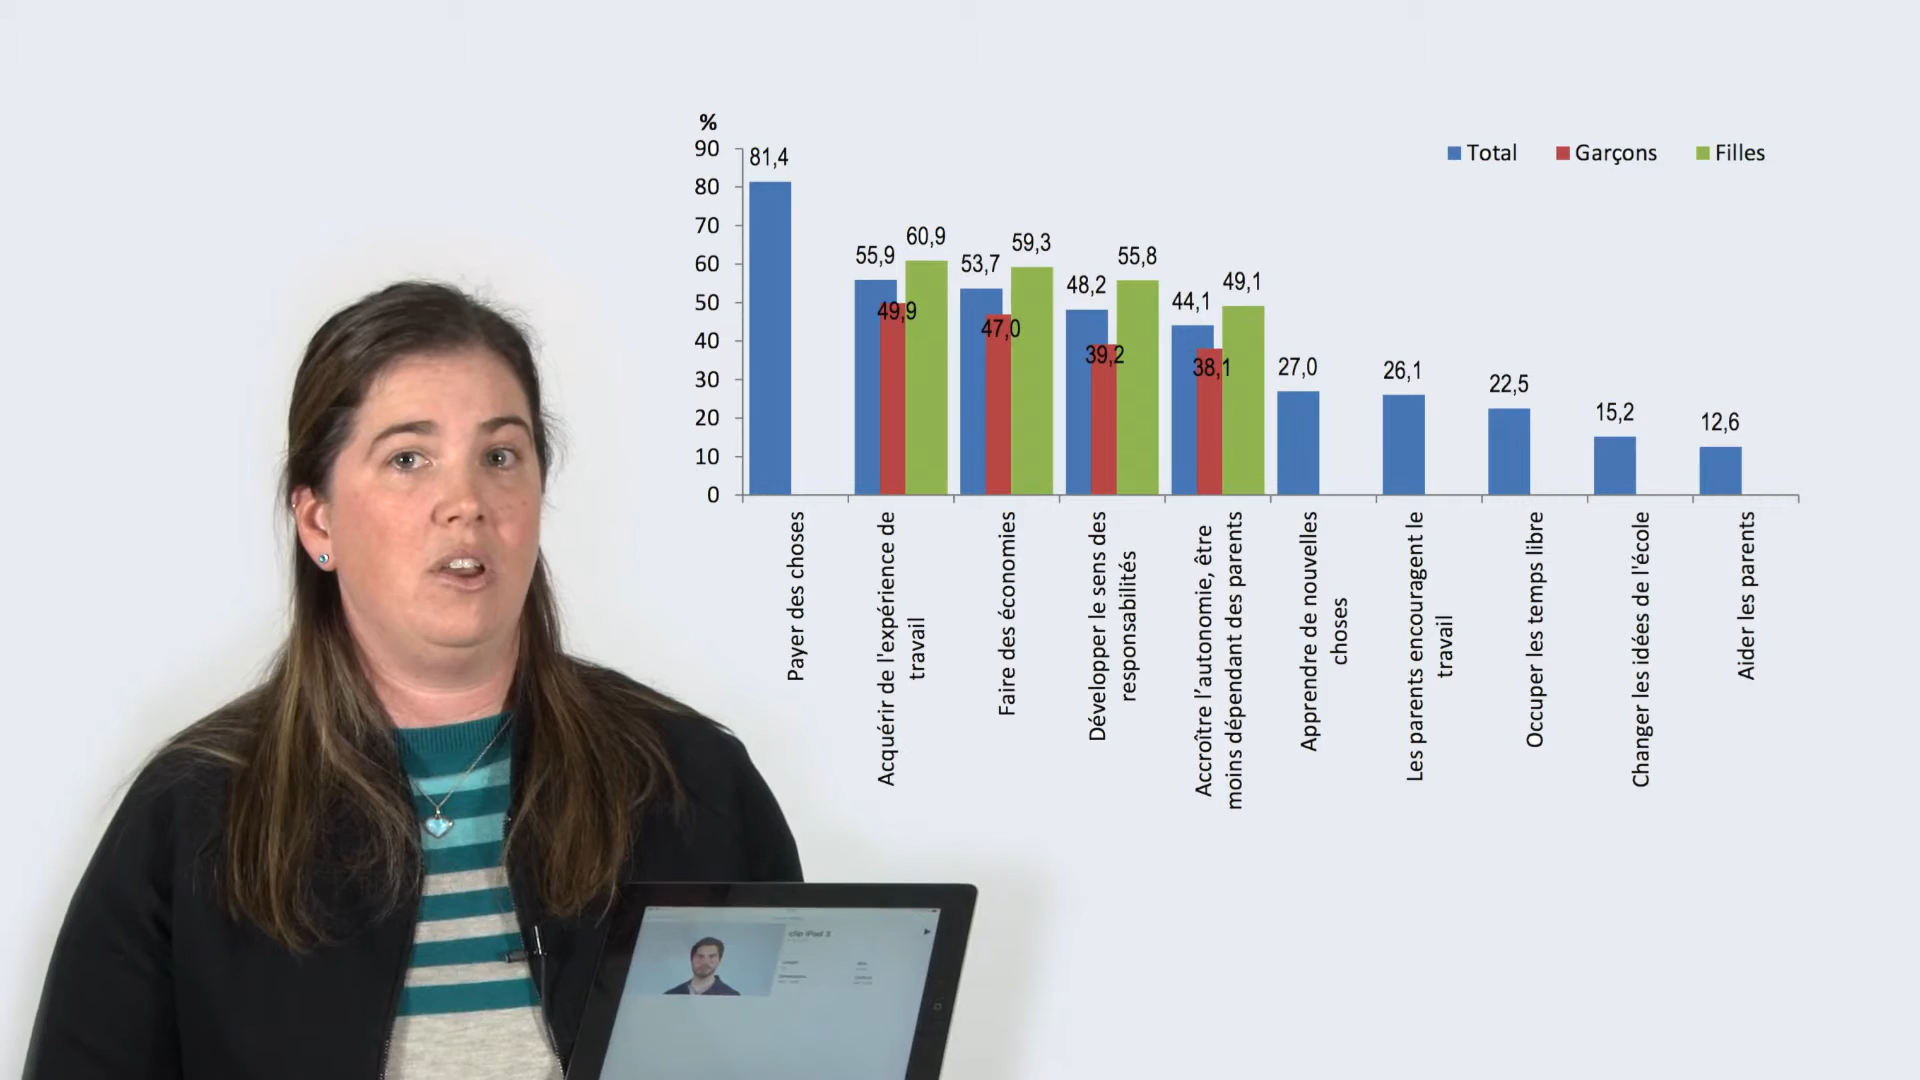 %
90
80
70
60
50
40
30
20
10
0
Total
Garçons
Filles
81,4
55,9
49,9
60,9
53,7
47,0
59,3
48,2
39,2
55,8
44,1
38,1
49,1
27,0
26,1
22,5
15,2
12,6
Payer des choses
Acquérir de l'expérience de
travail
Faire des économies
Développer le sens des
responsabilités
Accroître l’autonomie, être
moins dépendant des parents
Apprendre de nouvelles
choses
Les parents encouragent le
travail
Occuper les temps libre
Changer les idées de l'école
Aider les parents
clip iPad 3